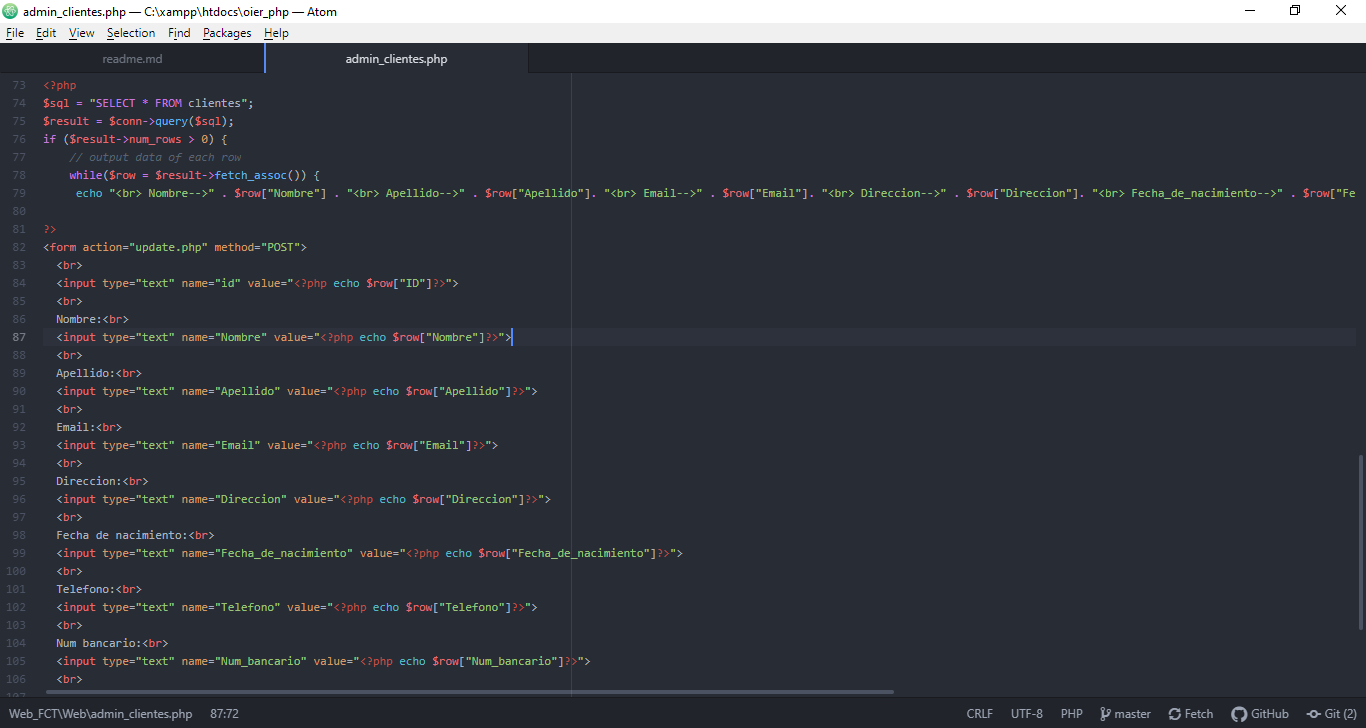 admin_clientes.php — C:\xampp\htdocs\oier_php — Atom
File Edit View Selection Find Packages Help
readme.md admin_clientes.php
73 <?php
74 $sql = "SELECT * FROM clientes";
75 $result = $conn->query($sql);
76 if ($result->num_rows > 0) {
77 // output data of each row
78 while($row = $result->fetch_assoc()) {
79 echo "<br> Nombre-->" . $row["Nombre"] . "<br> Apellido-->" . $row["Apellido"]. "<br> Email-->" . $row["Email"]. "<br> Direccion-->" . $row["Direccion"]. "<br> Fecha_de_nacimiento-->" . $row["Fe
80
81 ?>
82 <form action="update.php" method="POST">
83 <br>
84 <input type="text" name="id" value="<?php echo $row["ID"]?>">
85 <br>
86 Nombre:<br>
87 <input type="text" name="Nombre" value="<?php echo $row["Nombre"]?>">
88 <br>
89 Apellido:<br>
90 <input type="text" name="Apellido" value="<?php echo $row["Apellido"]?>">
91 <br>
92 Email:<br>
93 <input type="text" name="Email" value="<?php echo $row["Email"]?>">
94 <br>
95 Direccion:<br>
96 <input type="text" name="Direccion" value="<?php echo $row["Direccion"]?>">
97 <br>
98 Fecha de nacimiento:<br>
99 <input type="text" name="Fecha_de_nacimiento" value="<?php echo $row["Fecha_de_nacimiento"]?>">
100 <br>
101 Telefono:<br>
102 <input type="text" name="Telefono" value="<?php echo $row["Telefono"]?>">
103 <br>
104 Num bancario:<br>
105 <input type="text" name="Num_bancario" value="<?php echo $row["Num_bancario"]?>">
106 <br>
107
Web_FCT\Web\admin_clientes.php 87:72 CRLF UTF-8 PHP master Fetch GitHub Git (2)